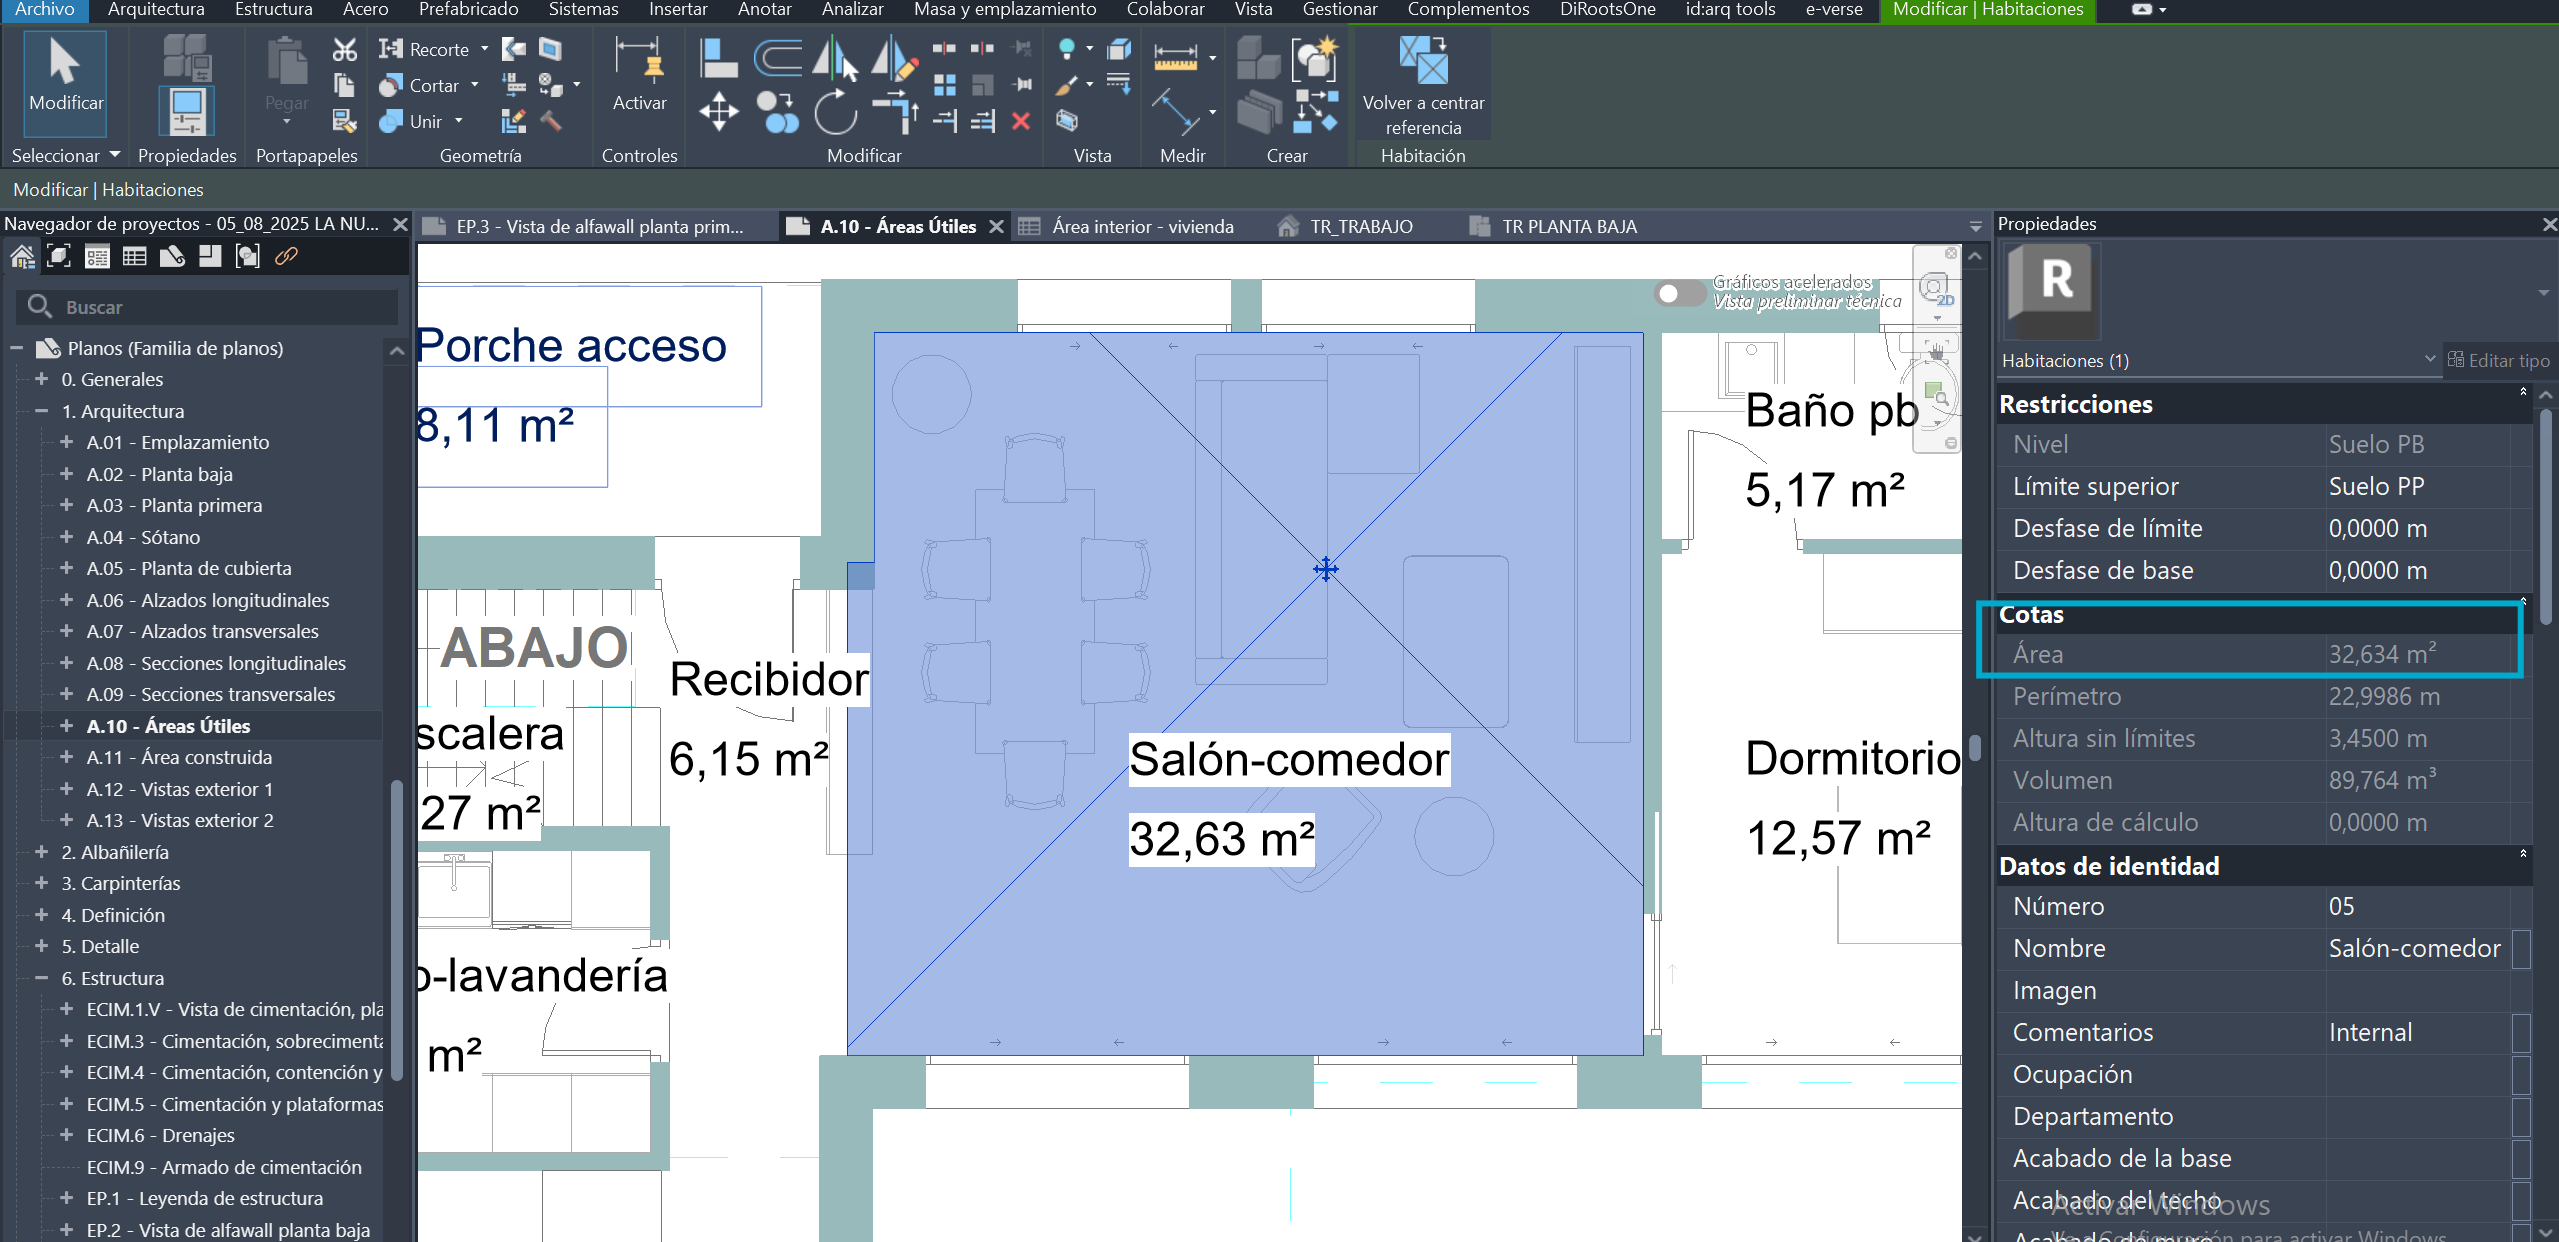 Archivo Arquitectura Estructura Acero Prefabricado Sistemas Insertar Anotar Analizar Masa y emplazamiento Colaborar Vista Gestionar Complementos DiRootsOne id:arq tools e-verse Modificar | Habitaciones
Modificar
Pegar
Recorte
Cortar
Unir
Activar
Volver a centrar
referencia
Seleccionar Propiedades Portapapeles Geometría Controles Modificar Vista Medir Crear Habitación
Modificar | Habitaciones
Navegador de proyectos - 05_08_2025 LA NU...
EP.3 - Vista de alfawall planta prim...
A.10 - Áreas Útiles
Área interior - vivienda
TR_TRABAJO
TR PLANTA BAJA
Buscar
Planos (Familia de planos)
0. Generales
1. Arquitectura
A.01 - Emplazamiento
A.02 - Planta baja
A.03 - Planta primera
A.04 - Sótano
A.05 - Planta de cubierta
A.06 - Alzados longitudinales
A.07 - Alzados transversales
A.08 - Secciones longitudinales
A.09 - Secciones transversales
A.10 - Áreas Útiles
A.11 - Área construida
A.12 - Vistas exterior 1
A.13 - Vistas exterior 2
2. Albañilería
3. Carpinterías
4. Definición
5. Detalle
6. Estructura
ECIM.1.V - Vista de cimentación, pla
ECIM.3 - Cimentación, sobrecimenta
ECIM.4 - Cimentación, contención y
ECIM.5 - Cimentación y plataformas
ECIM.6 - Drenajes
ECIM.9 - Armado de cimentación
EP.1 - Leyenda de estructura
EP.2 - Vista de alfawall planta baja
Gráficos acelerados
Vista preliminar técnica
2D
Porche acceso
8,11 m²
ABAJO
scalera
27 m²
Recibidor
6,15 m²
o-lavandería
m²
Salón-comedor
32,63 m²
Baño pb
5,17 m²
Dormitorio
12,57 m²
Propiedades
R
Habitaciones (1)
Editar tipo
Restricciones
Nivel Suelo PB
Límite superior Suelo PP
Desfase de límite 0,0000 m
Desfase de base 0,0000 m
Cotas
Área 32,634 m²
Perímetro 22,9986 m
Altura sin límites 3,4500 m
Volumen 89,764 m³
Altura de cálculo 0,0000 m
Datos de identidad
Número 05
Nombre Salón-comedor
Imagen
Comentarios Internal
Ocupación
Departamento
Acabado de la base
Acabado del techo
Acabado de muro
Activar Windows
Ve a Configuración para activar Windows.